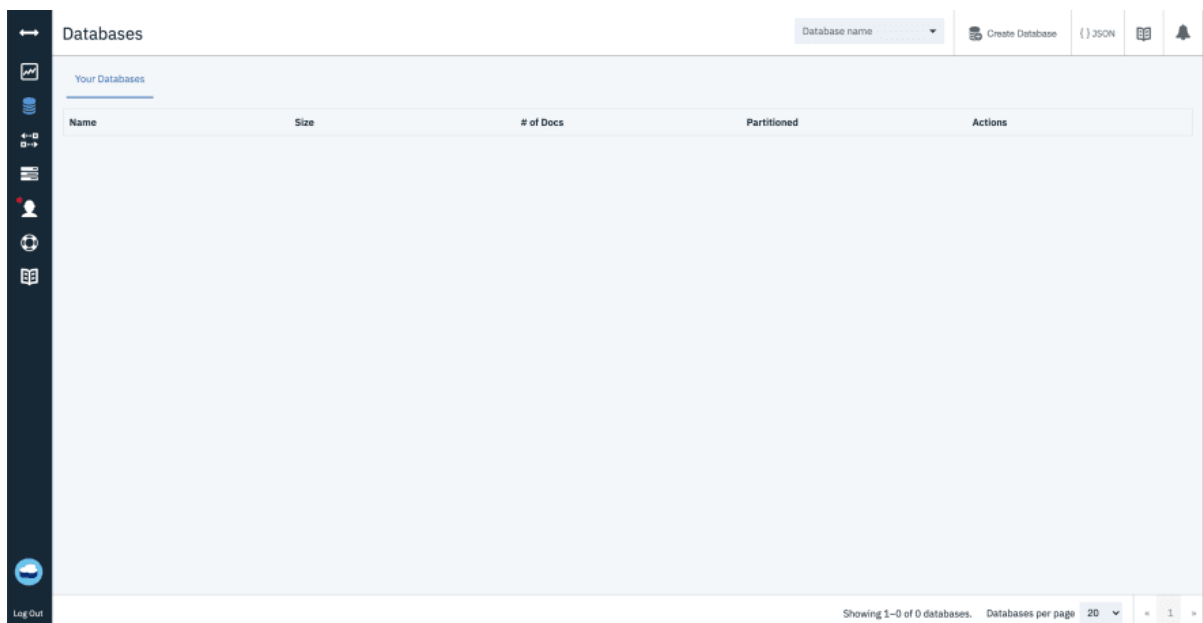 Databases
Database name
Create Database
{ } JSON
Your Databases
Name Size # of Docs Partitioned Actions
Log Out
Showing 1–0 of 0 databases. Databases per page 20 « 1 »